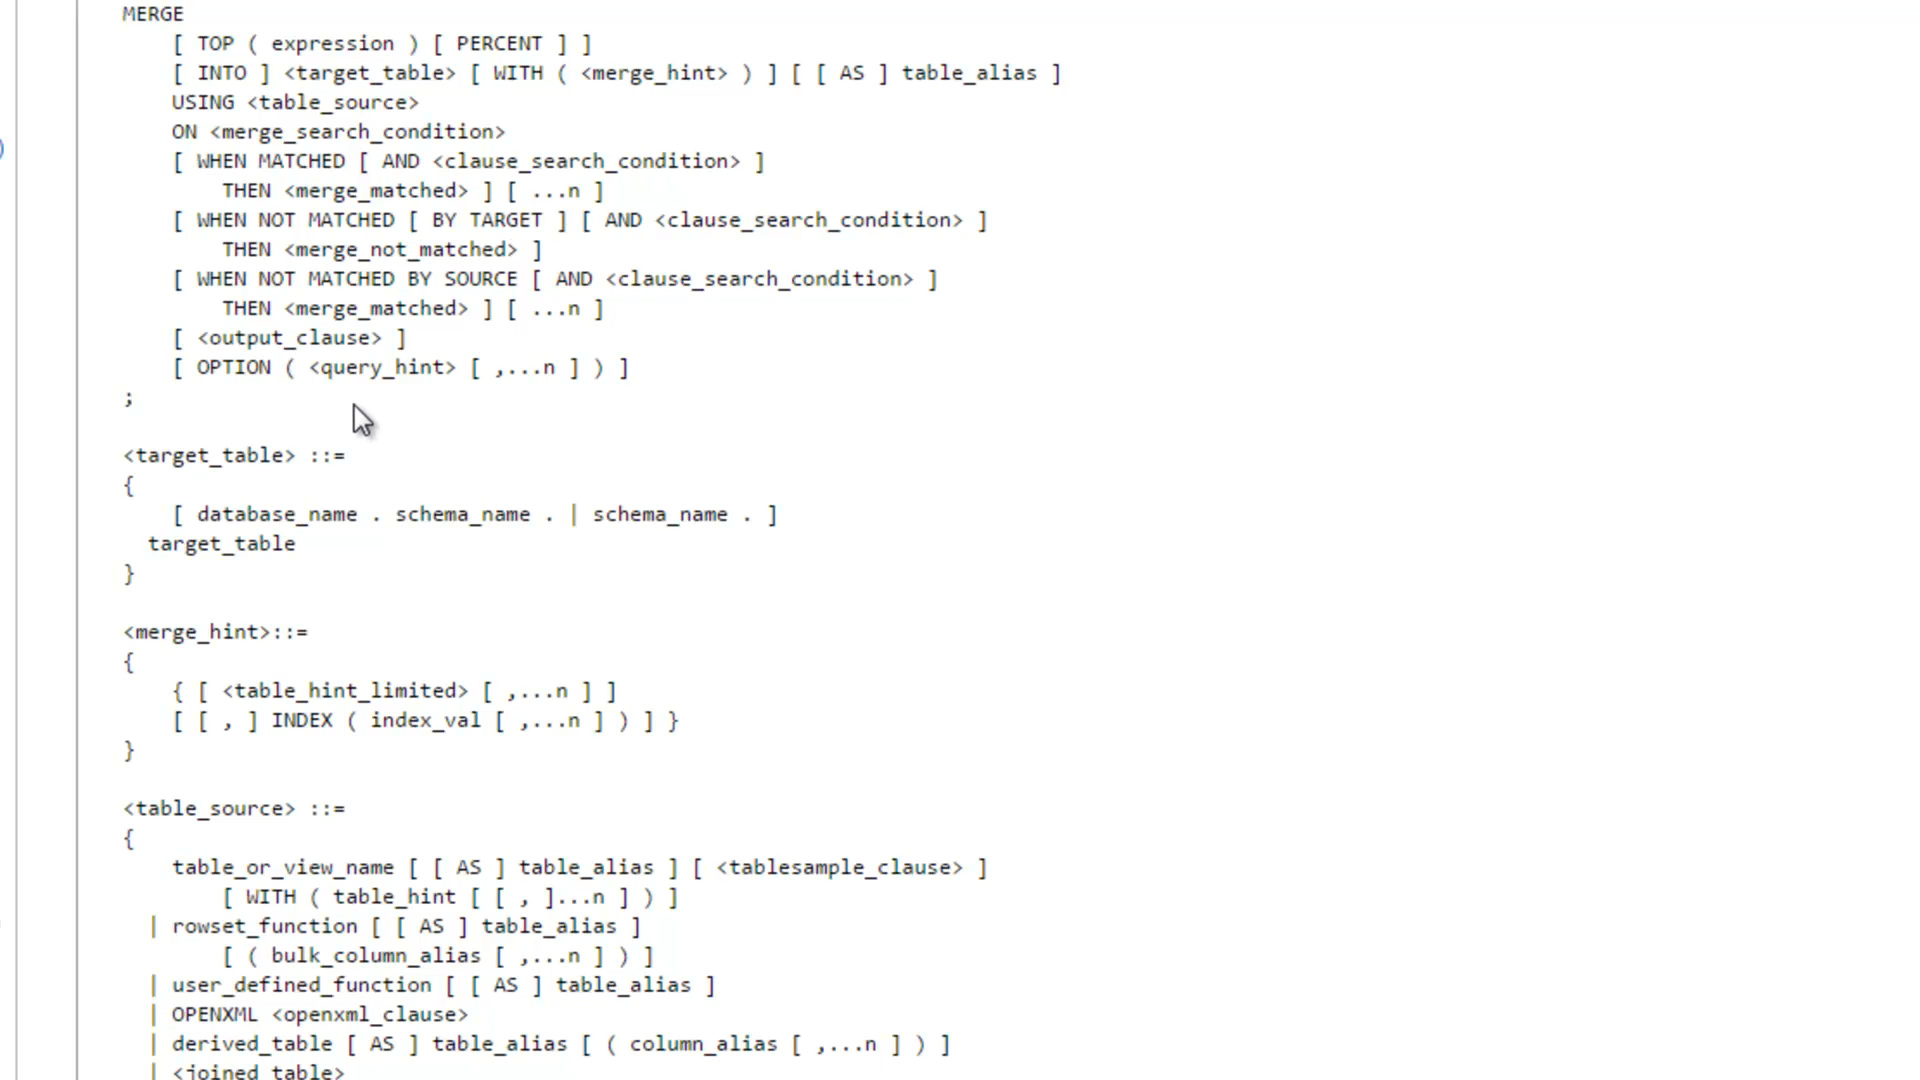 MERGE
[ TOP ( expression ) [ PERCENT ] ]
[ INTO ] <target_table> [ WITH ( <merge_hint> ) ] [ [ AS ] table_alias ]
USING <table_source>
ON <merge_search_condition>
[ WHEN MATCHED [ AND <clause_search_condition> ]
THEN <merge_matched> ] [ ...n ]
[ WHEN NOT MATCHED [ BY TARGET ] [ AND <clause_search_condition> ]
THEN <merge_not_matched> ]
[ WHEN NOT MATCHED BY SOURCE [ AND <clause_search_condition> ]
THEN <merge_matched> ] [ ...n ]
[ <output_clause> ]
[ OPTION ( <query_hint> [ ,...n ] ) ]
;
<target_table> ::=
{
[ database_name . schema_name . | schema_name . ]
target_table
}
<merge_hint>::=
{
{ [ <table_hint_limited> [ ,...n ] ]
[ [ , ] INDEX ( index_val [ ,...n ] ) ] }
}
<table_source> ::=
{
table_or_view_name [ [ AS ] table_alias ] [ <tablesample_clause> ]
[ WITH ( table_hint [ [ , ]...n ] ) ]
| rowset_function [ [ AS ] table_alias ]
[ ( bulk_column_alias [ ,...n ] ) ]
| user_defined_function [ [ AS ] table_alias ]
| OPENXML <openxml_clause>
| derived_table [ AS ] table_alias [ ( column_alias [ ,...n ] ) ]
| <joined_table>